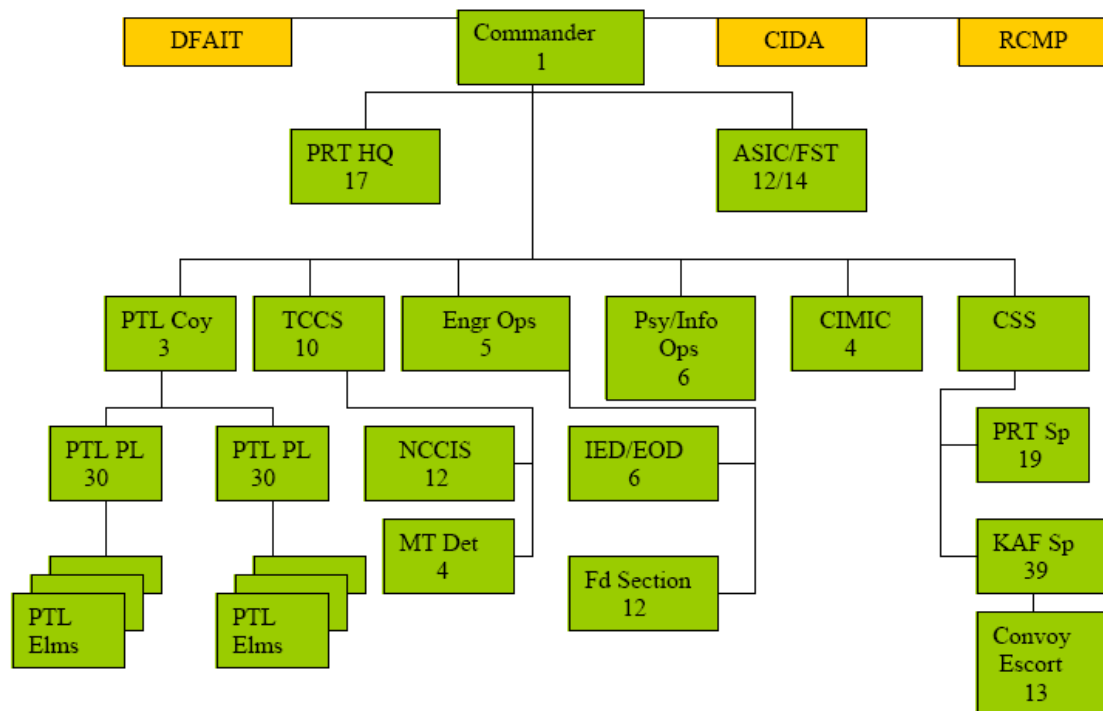 DFAIT
Commander
1
CIDA
RCMP
PRT HQ
17
ASIC/FST
12/14
PTL Coy
3
TCCS
10
Engr Ops
5
Psy/Info
Ops
6
CIMIC
4
CSS
PTL PL
30
PTL PL
30
NCCIS
12
IED/EOD
6
PRT Sp
19
MT Det
4
Fd Section
12
KAF Sp
39
PTL
Elms
PTL
Elms
Convoy
Escort
13